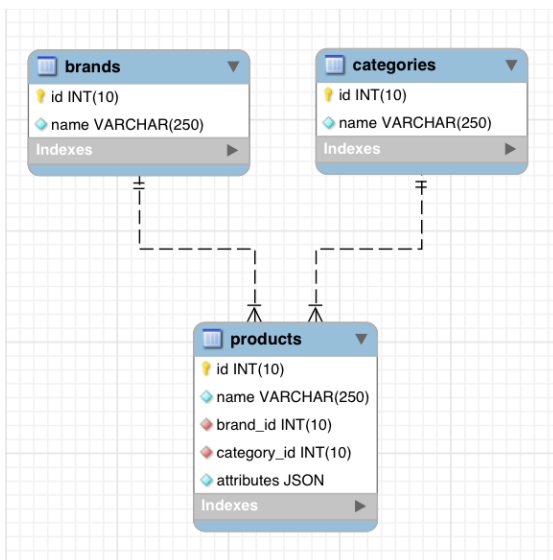 brands
id INT(10)
name VARCHAR(250)
Indexes
categories
id INT(10)
name VARCHAR(250)
Indexes
products
id INT(10)
name VARCHAR(250)
brand_id INT(10)
category_id INT(10)
attributes JSON
Indexes